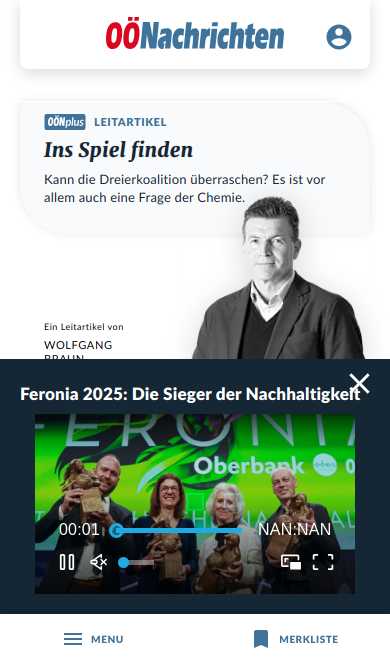 OÖNachrichten
OÖNplus LEITARTIKEL
Ins Spiel finden
Kann die Dreierkoalition überraschen? Es ist vor
allem auch eine Frage der Chemie.
Ein Leitartikel von
WOLFGANG
BRAUN
Feronia 2025: Die Sieger der Nachhaltigkeit
FERONIA
Oberbank
00:01
NAN:NAN
MENU
MERKLISTE